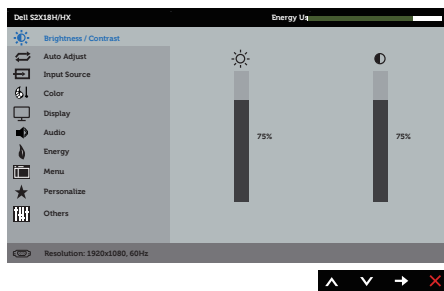 Dell S2X18H/HX
Energy Us
Brightness / Contrast
Auto Adjust
Input Source
Color
Display
Audio
Energy
Menu
Personalize
Others
75%
75%
Resolution: 1920x1080, 60Hz